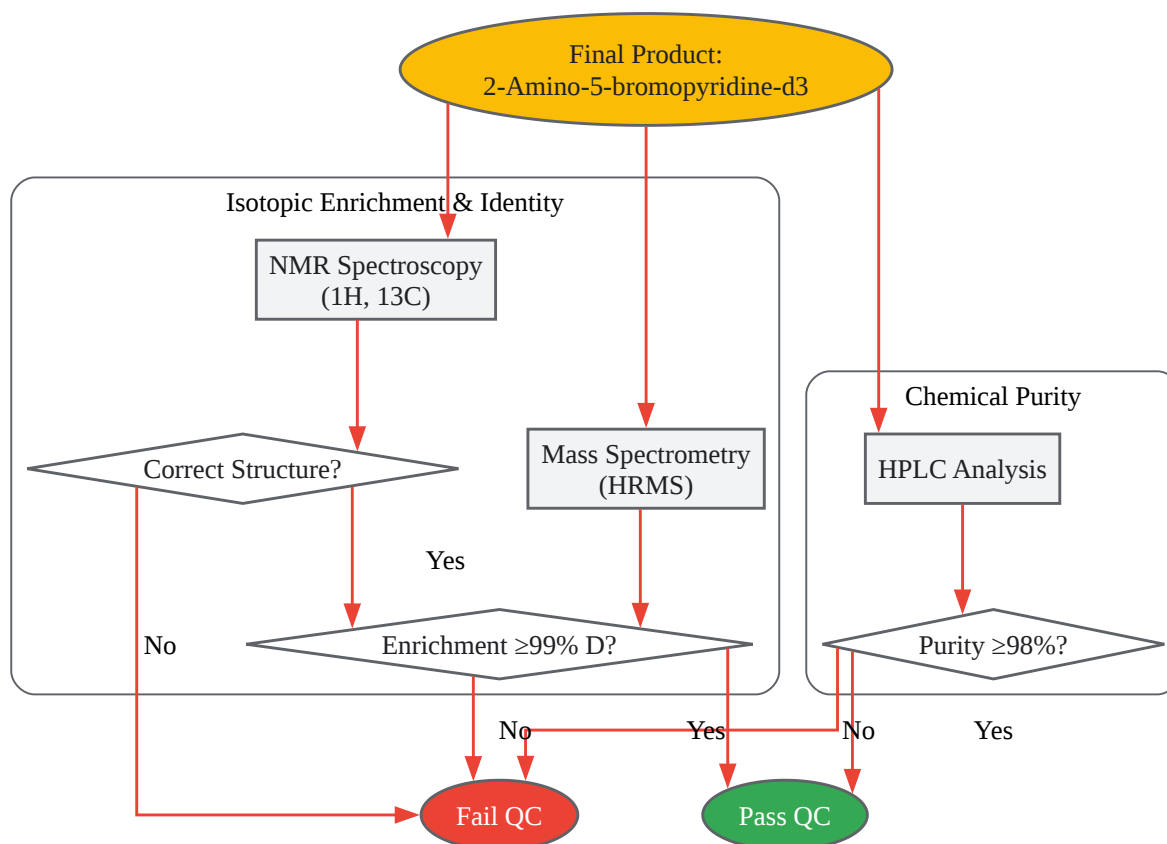 Final Product:
2-Amino-5-bromopyridine-d3
Isotopic Enrichment & Identity
NMR Spectroscopy
(1H, 13C)
Chemical Purity
Correct Structure?
Mass Spectrometry
(HRMS)
HPLC Analysis
Yes
No
Enrichment ≥99% D?
Purity ≥98%?
No
Yes
No
Yes
Fail QC
Pass QC